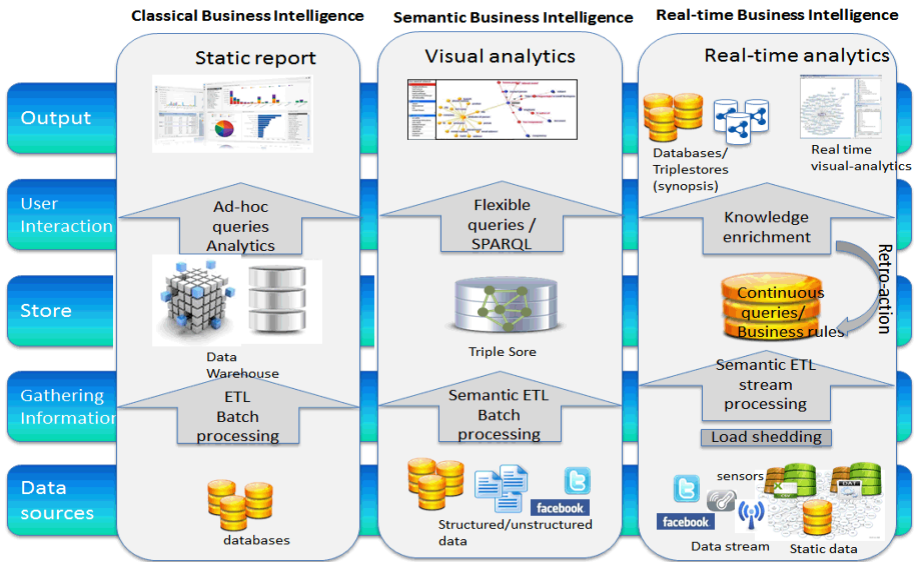 Classical Business Intelligence
Semantic Business Intelligence
Real-time Business Intelligence
Static report
Visual analytics
Real-time analytics
Output
Databases/
Triplestores
(synopsis)
Real time
visual-analytics
User
Interaction
Ad-hoc
queries
Analytics
Flexible
queries /
SPARQL
Knowledge
enrichment
Retro-action
Store
Data
Warehouse
Triple Sore
Continuous
queries/
Business rules
Gathering
Information
ETL
Batch
processing
Semantic ETL
Batch
processing
Semantic ETL
stream
processing
Load shedding
Data
sources
databases
facebook
Structured/unstructured
data
sensors
facebook
Data stream
Static data